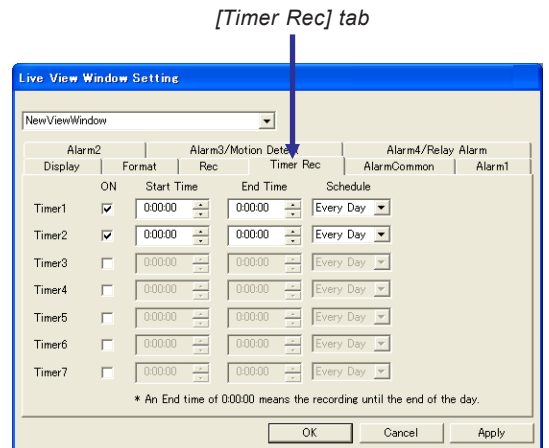 [Timer Rec] tab
Live View Window Setting
NewViewWindow
Alarm2 Alarm3/Motion Alarm4/Relay Alarm
Display Format Rec Timer Rec AlarmCommon Alarm1
ON Start Time End Time Schedule
Timer1 0:00:00 0:00:00 Every Day
Timer2 0:00:00 0:00:00 Every Day
Timer3 0:00:00 0:00:00 Every Day
Timer4 0:00:00 0:00:00 Every Day
Timer5 0:00:00 0:00:00 Every Day
Timer6 0:00:00 0:00:00 Every Day
Timer7 0:00:00 0:00:00 Every Day
* An End time of 0:00:00 means the recording until the end of the day.
OK Cancel Apply